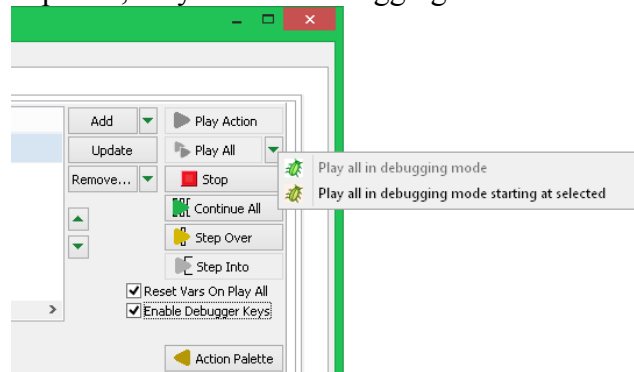 Add
Play Action
Update
Play All
Play all in debugging mode
Remove...
Stop
Play all in debugging mode starting at selected
Continue All
Step Over
Step Into
Reset Vars On Play All
Enable Debugger Keys
Action Palette